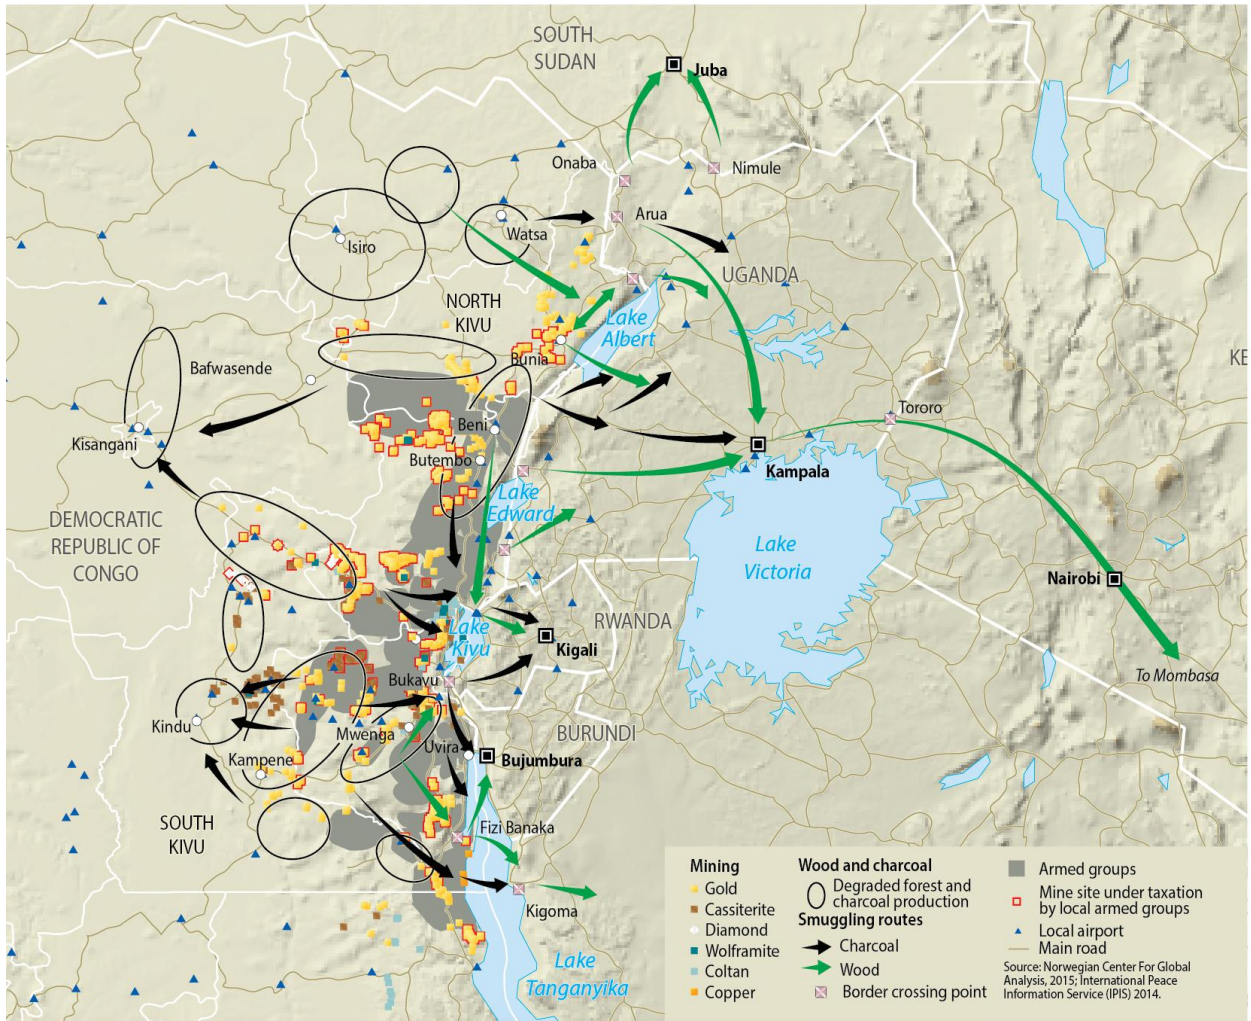 SOUTH
SUDAN
Juba
Onaba
Nimule
Arua
Watsa
Isiro
UGANDA
NORTH
KIVU
Lake
Albert
Bunia
KE
Bafwasende
Tororo
Beni
Kisangani
Butembo
Kampala
Lake
Edward
DEMOCRATIC
REPUBLIC OF
CONGO
Lake
Victoria
Nairobi
RWANDA
Lake
Kivu
Kigali
To Mombasa
Bukavu
Kindu
Mwenga
BURUNDI
Uvira
Kampene
Bujumbura
SOUTH
KIVU
Fizi Banaka
Kigoma
Lake
Tanganyika
Mining
Gold
Cassiterite
Diamond
Wolframite
Coltan
Copper
Wood and charcoal
Degraded forest and
charcoal production
Smuggling routes
Charcoal
Wood
Border crossing point
Armed groups
Mine site under taxation
by local armed groups
Local airport
Main road
Source: Norwegian Center For Global
Analysis, 2015; International Peace
Information Service (IPIS) 2014.